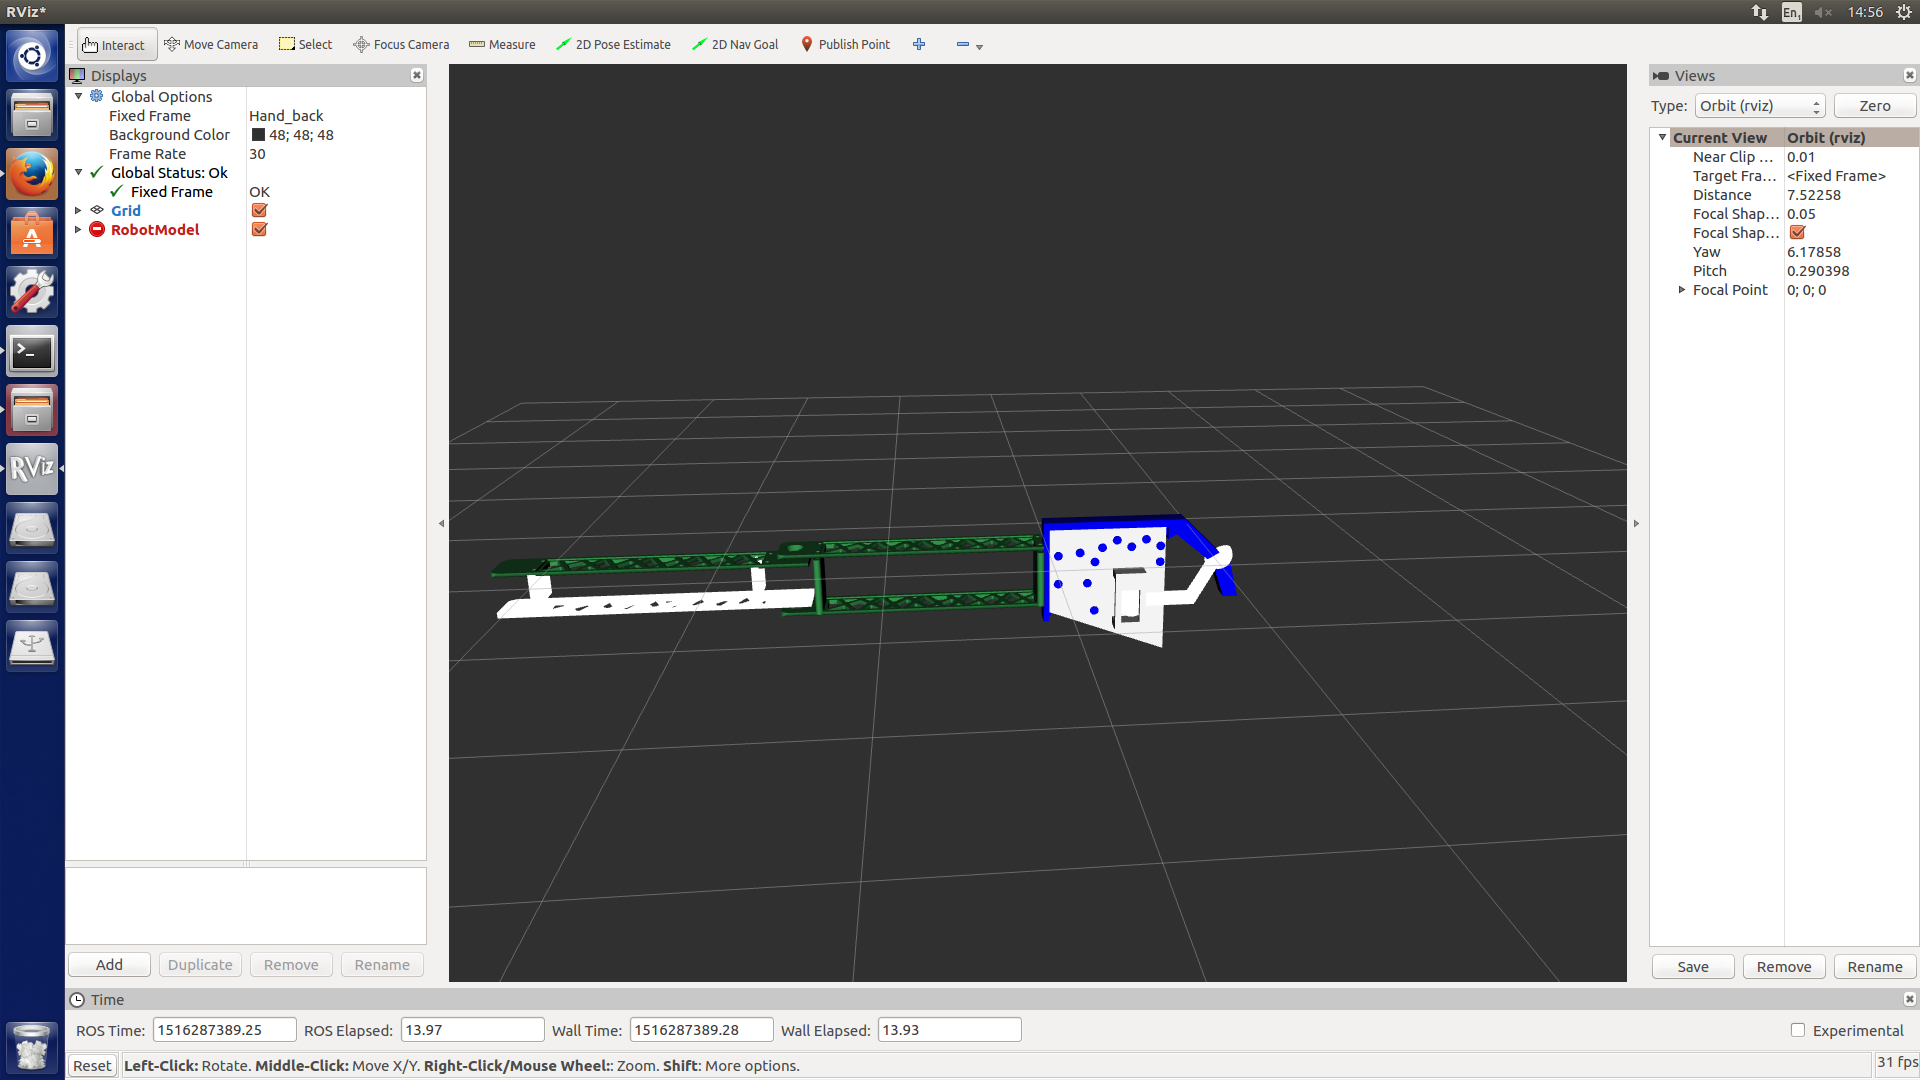 RViz*
En1
14:56
Interact
Move Camera
Select
Focus Camera
Measure
2D Pose Estimate
2D Nav Goal
Publish Point
Displays
Global Options
Fixed Frame Hand_back
Background Color 48; 48; 48
Frame Rate 30
Global Status: Ok
Fixed Frame OK
Grid
RobotModel
Add
Duplicate
Remove
Rename
Views
Type: Orbit (rviz) Zero
Current View Orbit (rviz)
Near Clip ... 0.01
Target Fra... <Fixed Frame>
Distance 7.52258
Focal Shap... 0.05
Focal Shap...
Yaw 6.17858
Pitch 0.290398
Focal Point 0; 0; 0
Save
Remove
Rename
RViz
Time
ROS Time: 1516287389.25 ROS Elapsed: 13.97 Wall Time: 1516287389.28 Wall Elapsed: 13.93 Experimental
Reset Left-Click: Rotate. Middle-Click: Move X/Y. Right-Click/Mouse Wheel:: Zoom. Shift: More options. 31 fps